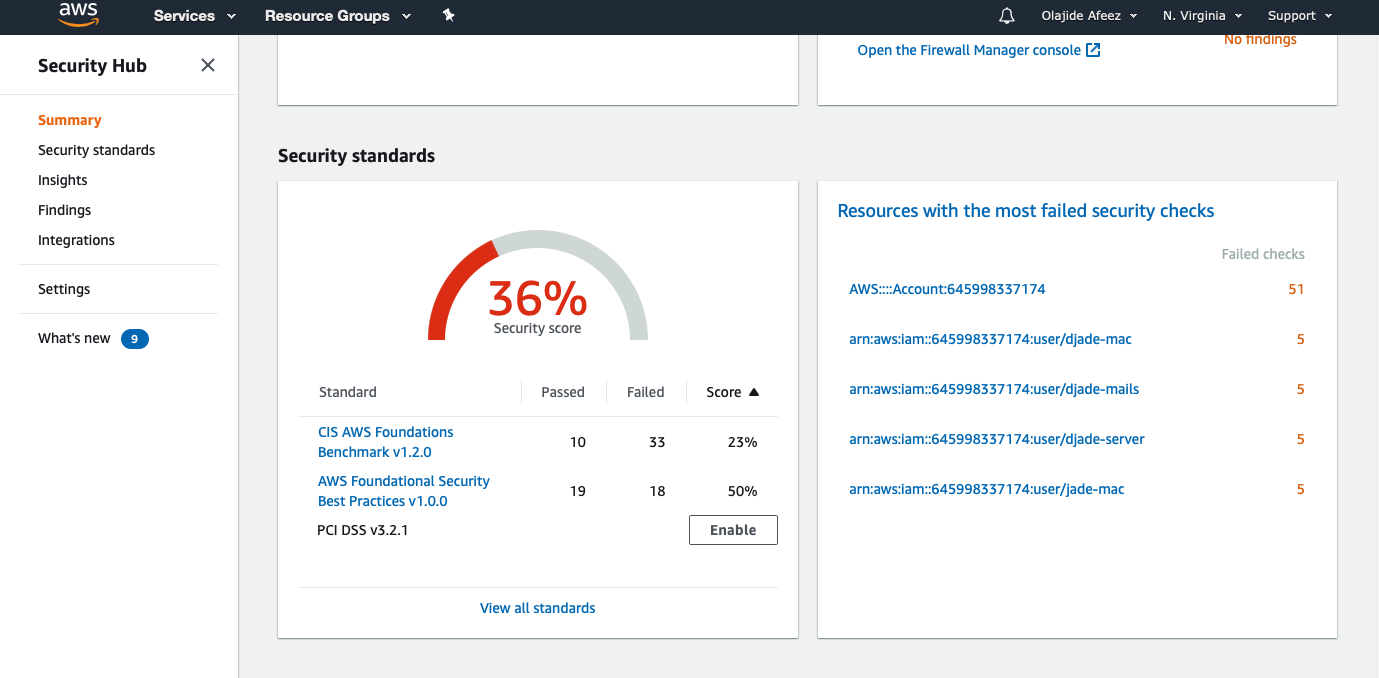 aws
Services
Resource Groups
Olajide Afeez
N. Virginia
Support
Security Hub
Summary
Security standards
Insights
Findings
Integrations
Settings
What's new 9
Open the Firewall Manager console
No findings
Security standards
36%
Security score
Standard Passed Failed Score
CIS AWS Foundations
Benchmark v1.2.0
10 33 23%
AWS Foundational Security
Best Practices v1.0.0
19 18 50%
PCI DSS v3.2.1
Enable
View all standards
Resources with the most failed security checks
Failed checks
AWS::::Account:645998337174 51
arn:aws:iam::645998337174:user/djade-mac 5
arn:aws:iam::645998337174:user/djade-mails 5
arn:aws:iam::645998337174:user/djade-server 5
arn:aws:iam::645998337174:user/jade-mac 5